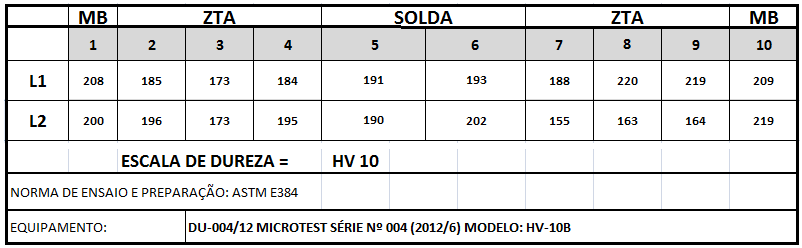 MB ZTA SOLDA ZTA MB
1 2 3 4 5 6 7 8 9 10
L1 208 185 173 184 191 193 188 220 219 209
L2 200 196 173 195 190 202 155 163 164 219
ESCALA DE DUREZA = HV 10
NORMA DE ENSAIO E PREPARAÇÃO: ASTM E384
EQUIPAMENTO: DU-004/12 MICROTEST SÉRIE Nº 004 (2012/6) MODELO: HV-10B